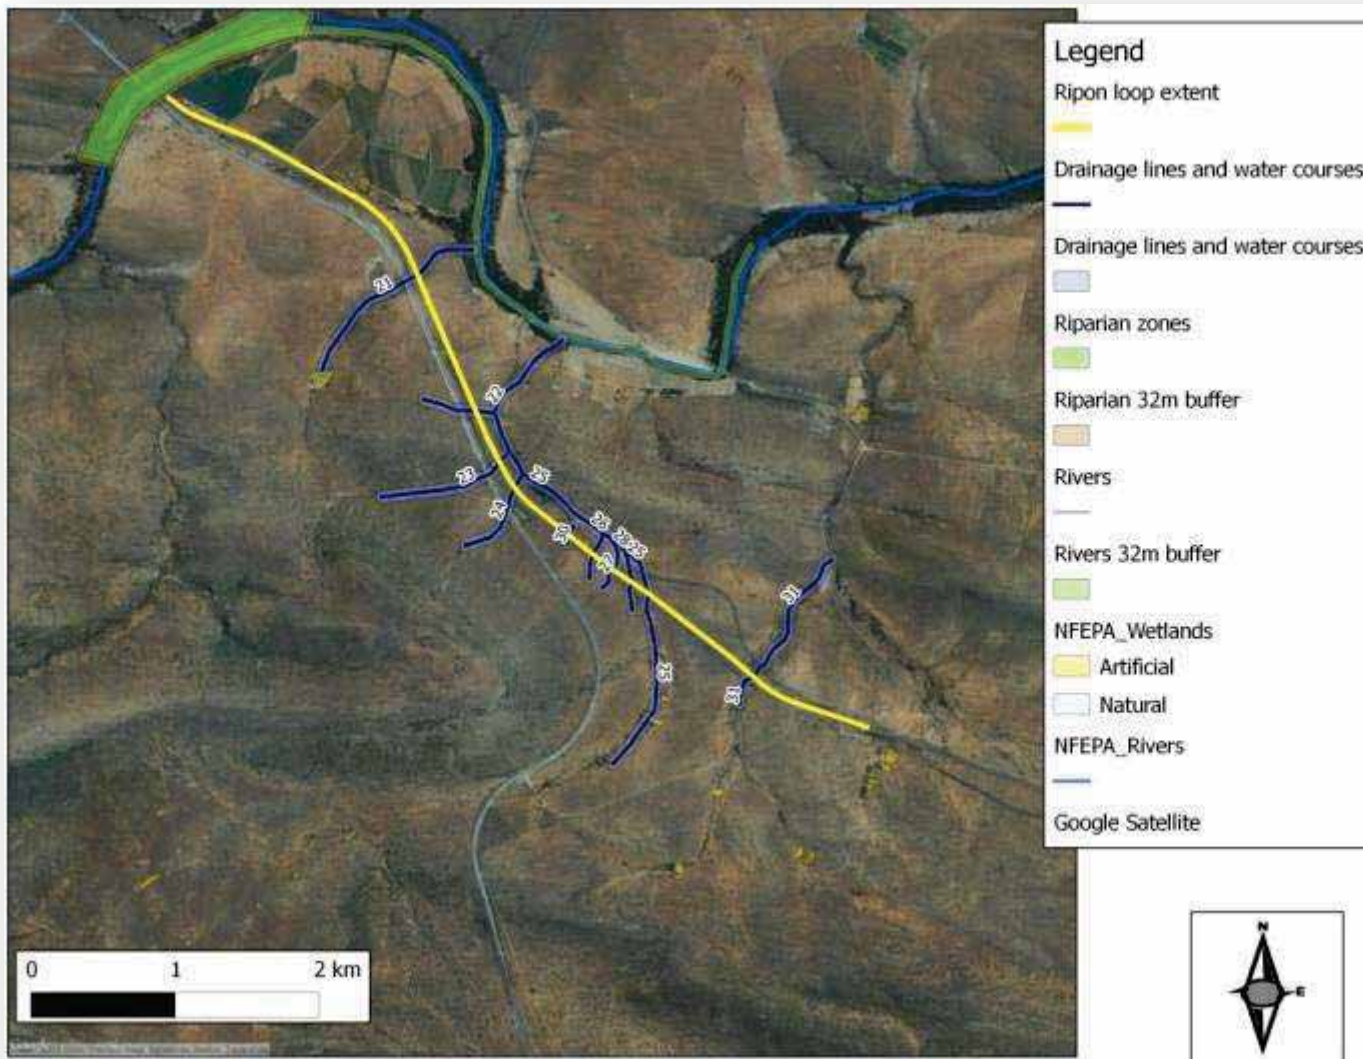 Legend
Ripon loop extent
Drainage lines and water courses
Drainage lines and water courses
Riparian zones
Riparian 32m buffer
Rivers
Rivers 32m buffer
NFEPA_Wetlands
Artificial
Natural
NFEPA_Rivers
Google Satellite
21
22
23
25
24
26
30
28
25
31
31
0 1 2 km
N
E